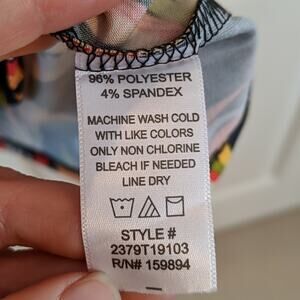 96% POLYESTER
4% SPANDEX
MACHINE WASH COLD
WITH LIKE COLORS
ONLY NON CHLORINE
BLEACH IF NEEDED
LINE DRY
STYLE #
2379T19103
R/N# 159894